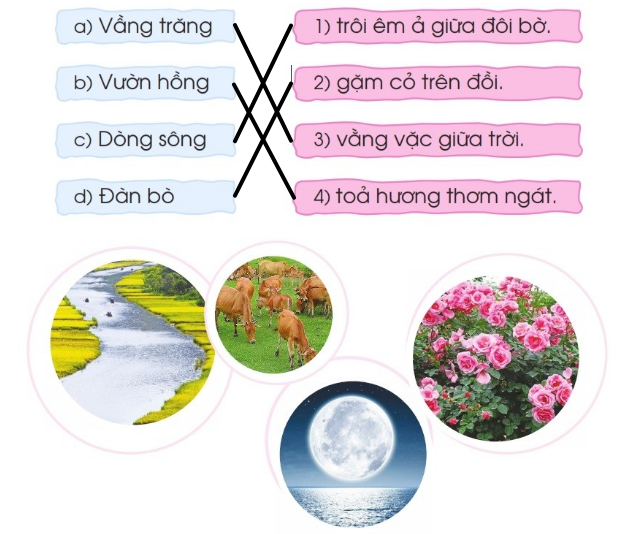 a) Vầng trăng
1) trôi êm ả giữa đôi bờ.
b) Vườn hồng
2) gặm cỏ trên đồi.
c) Dòng sông
3) vằng vặc giữa trời.
d) Đàn bò
4) toả hương thơm ngát.